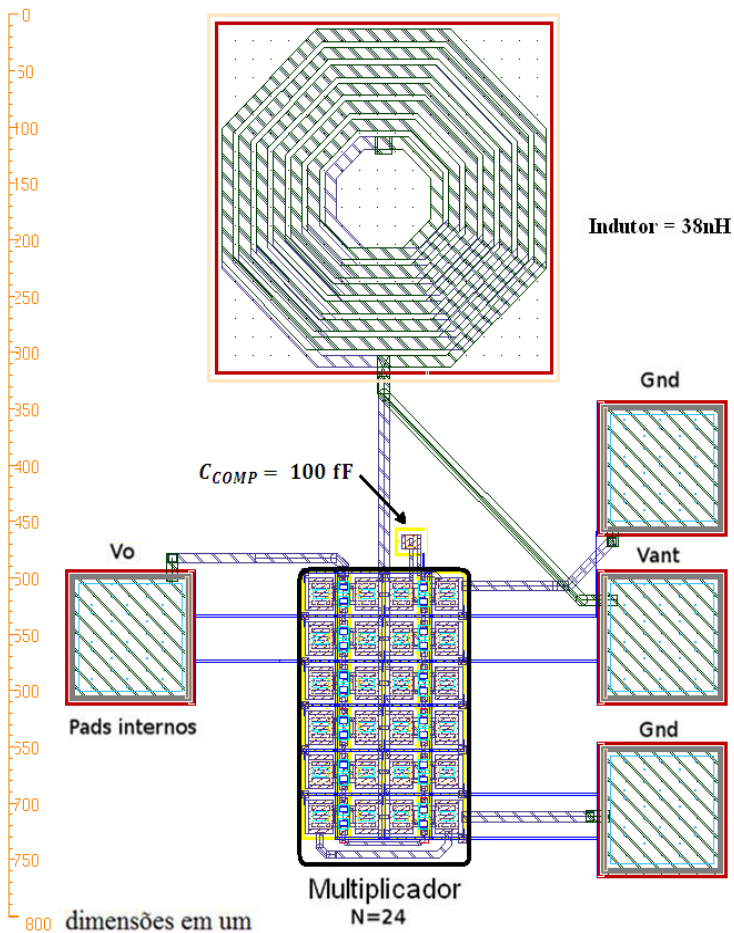 0
50
100
150
200
Indutor = 38nH
250
300
350
Gnd
400
C_COMP = 100 fF
450
Vo
Vant
500
550
600
650
Pads internos
Gnd
700
750
Multiplicador
N=24
800 dimensões em um